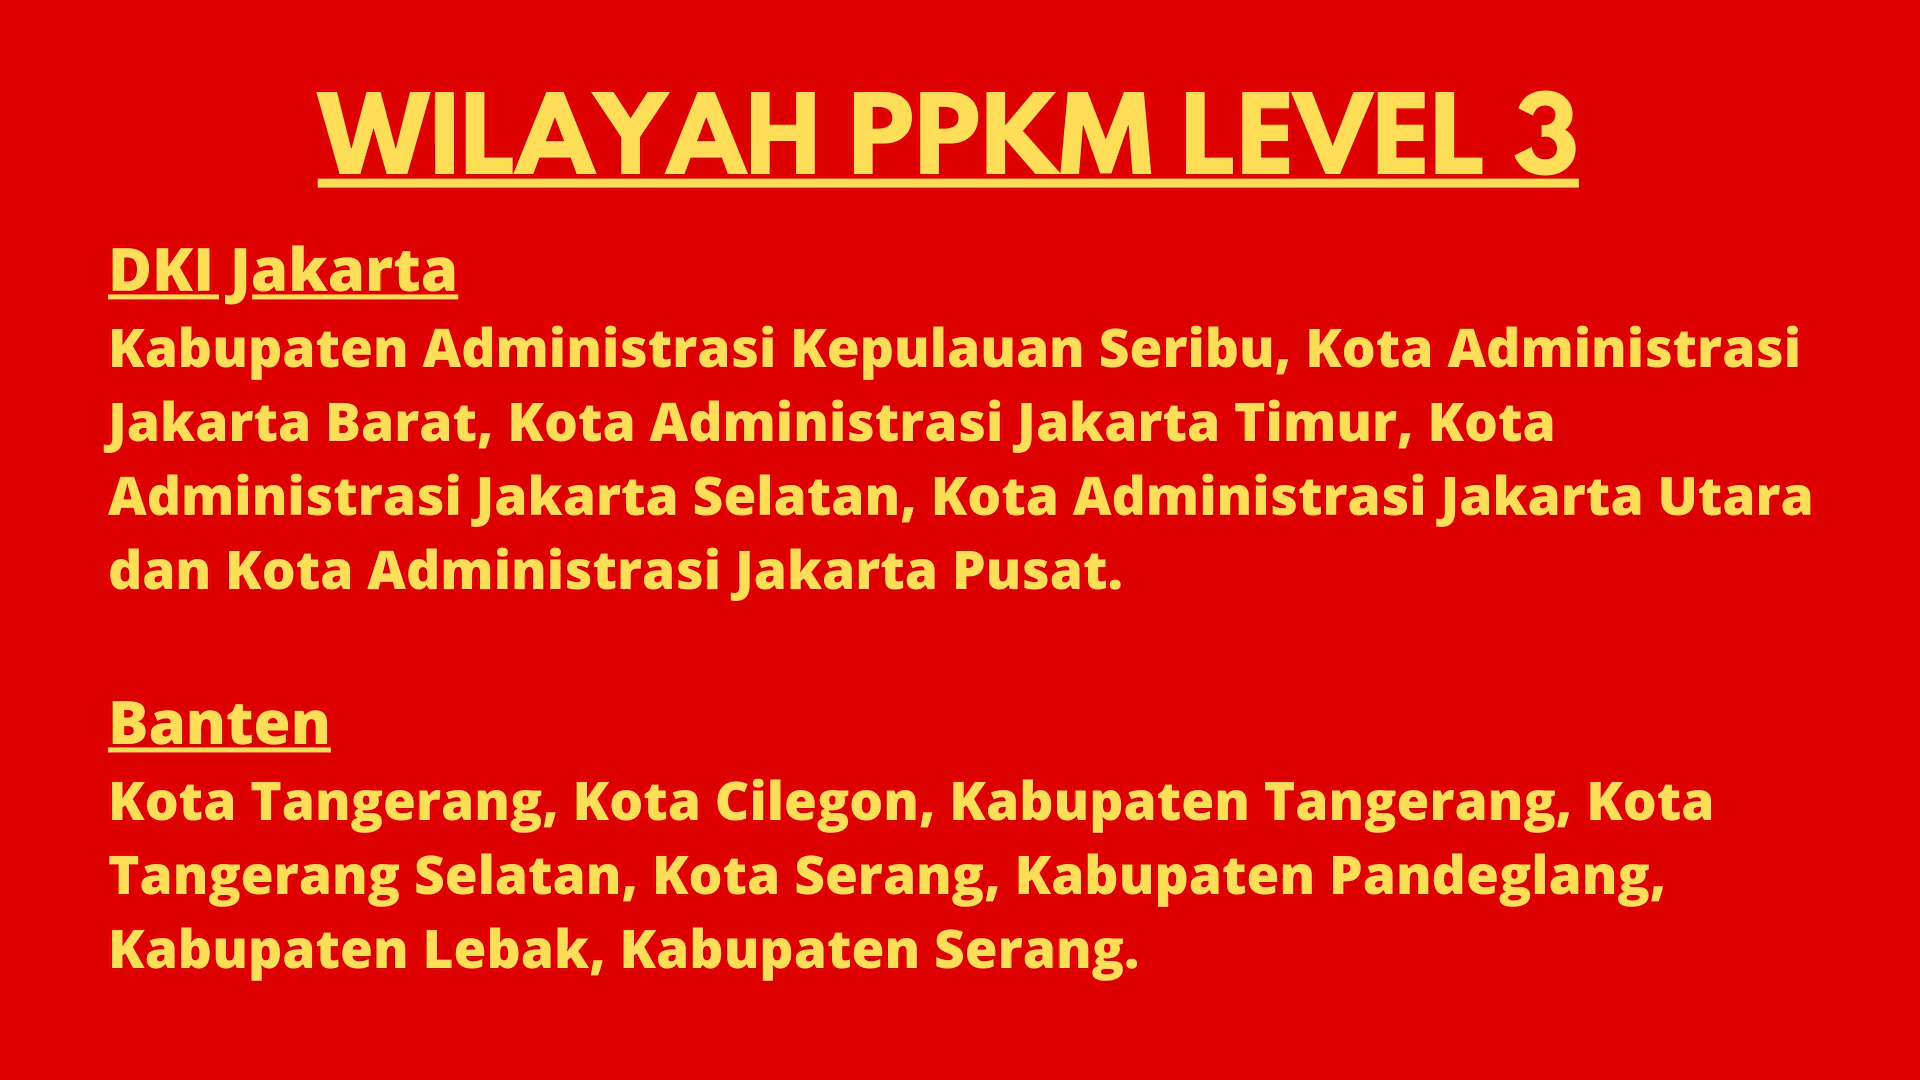 WILAYAH PPKM LEVEL 3
DKI Jakarta
Kabupaten Administrasi Kepulauan Seribu, Kota Administrasi
Jakarta Barat, Kota Administrasi Jakarta Timur, Kota
Administrasi Jakarta Selatan, Kota Administrasi Jakarta Utara
dan Kota Administrasi Jakarta Pusat.
Banten
Kota Tangerang, Kota Cilegon, Kabupaten Tangerang, Kota
Tangerang Selatan, Kota Serang, Kabupaten Pandeglang,
Kabupaten Lebak, Kabupaten Serang.